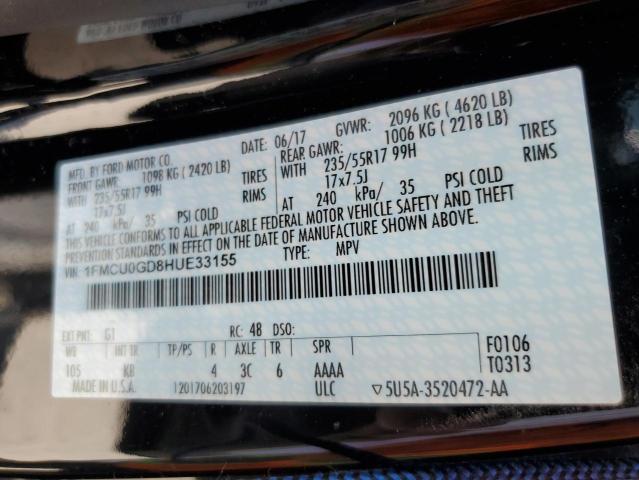 MFD. BY FORD MOTOR CO. DATE: 06/17 GVWR: 2096 KG ( 4620 LB)
FRONT GAWR: 1098 KG ( 2420 LB) REAR GAWR: 1006 KG ( 2218 LB)
WITH 235/55R17 99H TIRES WITH 235/55R17 99H TIRES
17x7.5J RIMS 17x7.5J RIMS
AT 240 kPa/ 35 PSI COLD AT 240 kPa/ 35 PSI COLD
THIS VEHICLE CONFORMS TO ALL APPLICABLE FEDERAL MOTOR VEHICLE SAFETY AND THEFT
PREVENTION STANDARDS IN EFFECT ON THE DATE OF MANUFACTURE SHOWN ABOVE.
VIN: 1FMCU0GD8HUE33155 TYPE: MPV
EXT PNT: G1 RC: 48 DSO:
WB INT TR TP/PS R AXLE TR SPR
105 KB 4 3C 6 AAAA
1201706203197 ULC
F0106
T0313
▽5U5A-3520472-AA